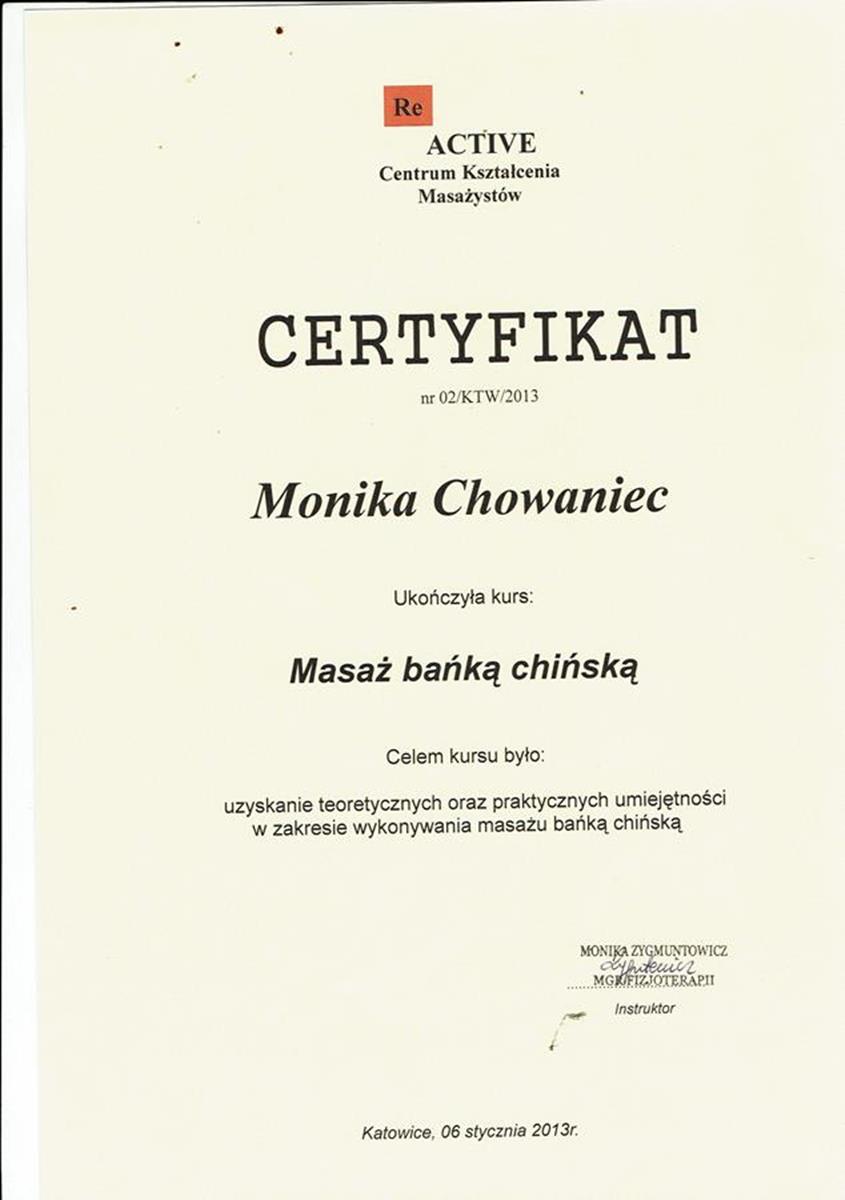 Re
ACTIVE
Centrum Kształcenia
Masażystów
CERTYFIKAT
nr 02/KTW/2013
Monika Chowaniec
Ukończyła kurs:
Masaż bańką chińską
Celem kursu było:
uzyskanie teoretycznych oraz praktycznych umiejętności
w zakresie wykonywania masażu bańką chińską
MONIKA ZYGMUNTOWICZ
MGR FIZJOTERAPII
Instruktor
Katowice, 06 stycznia 2013r.